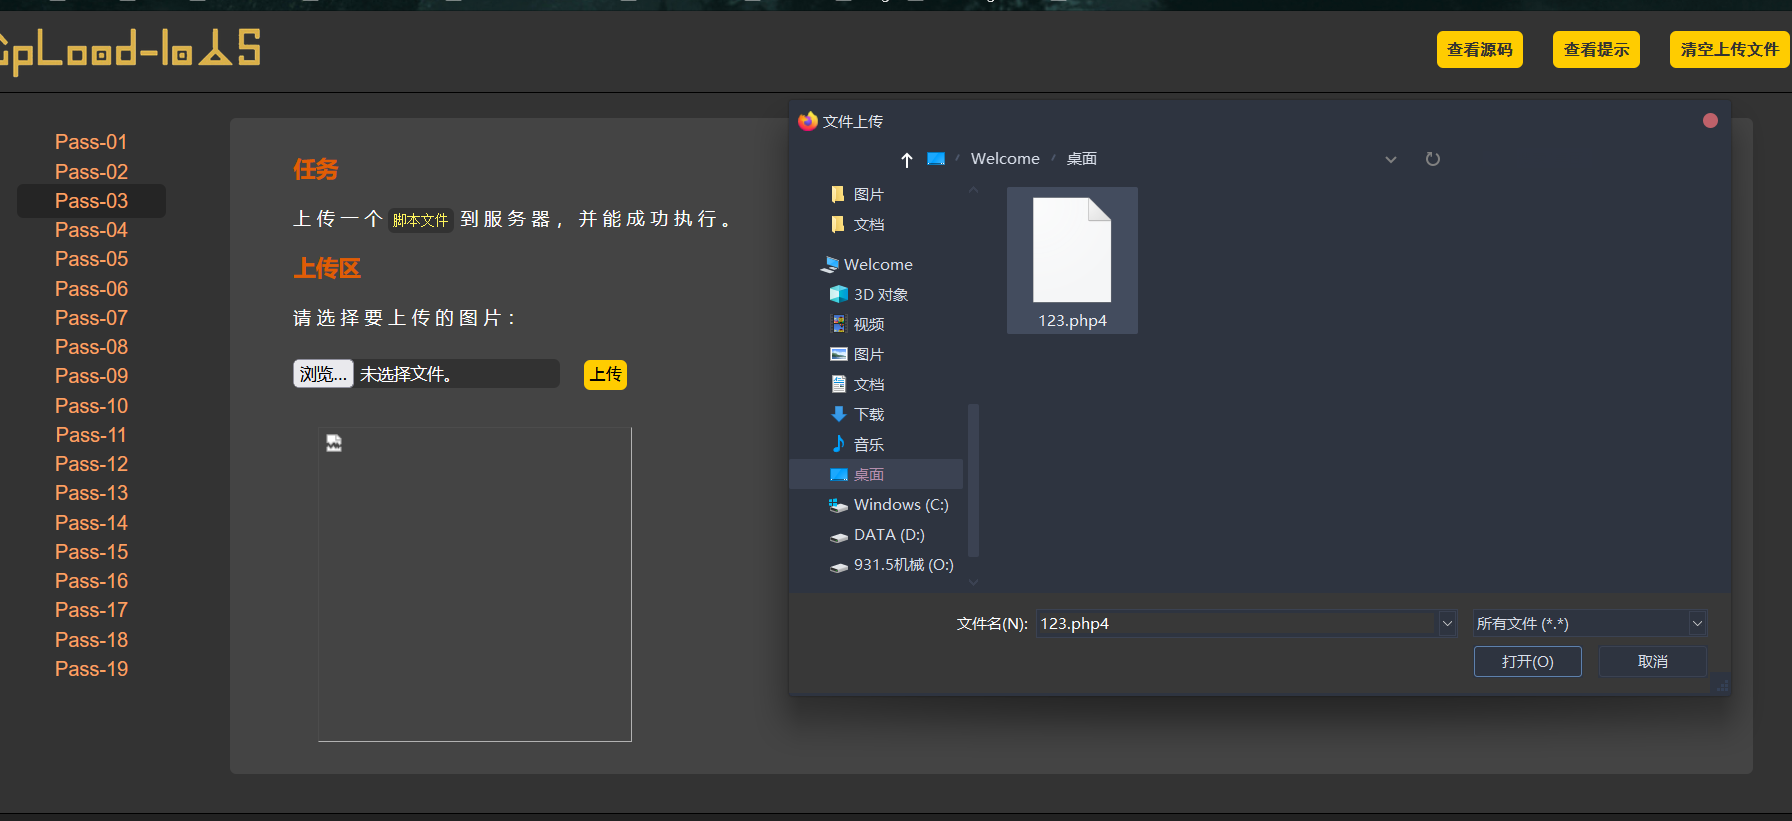 UpLoad-labS
查看源码
查看提示
清空上传文件
Pass-01
Pass-02
Pass-03
Pass-04
Pass-05
Pass-06
Pass-07
Pass-08
Pass-09
Pass-10
Pass-11
Pass-12
Pass-13
Pass-14
Pass-15
Pass-16
Pass-17
Pass-18
Pass-19
任务
上传一个 脚本文件 到服务器，并能成功执行。
上传区
请选择要上传的图片：
浏览... 未选择文件。
上传
文件上传
Welcome
桌面
图片
文档
Welcome
3D 对象
视频
图片
文档
下载
音乐
桌面
Windows (C:)
DATA (D:)
931.5机械 (O:)
123.php4
文件名(N): 123.php4
所有文件 (*.*)
打开(O)
取消